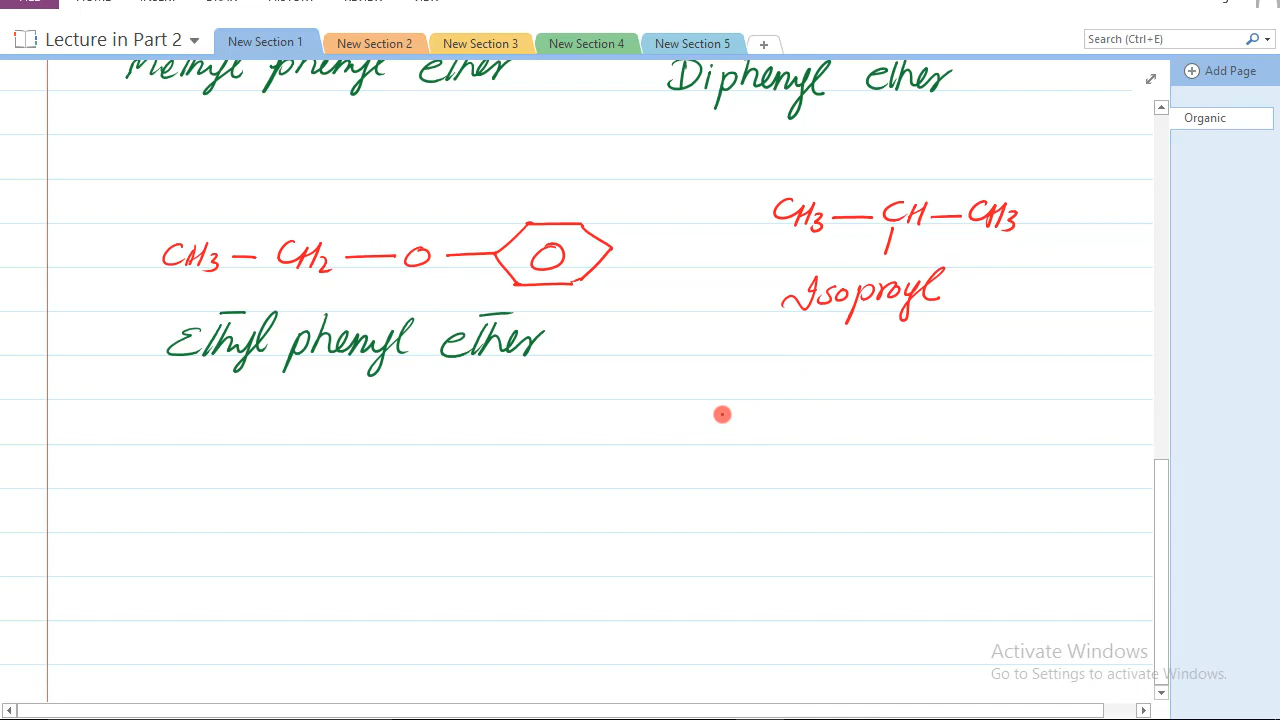 Lecture in Part 2
New Section 1
New Section 2
New Section 3
New Section 4
New Section 5
+
Search (Ctrl+E)
Add Page
Organic
Methyl phenyl ether
Diphenyl ether
CH3 — CH — CH3
Isoproyl
CH3 — CH2 — O —
Ethyl phenyl ether
Activate Windows
Go to Settings to activate Windows.